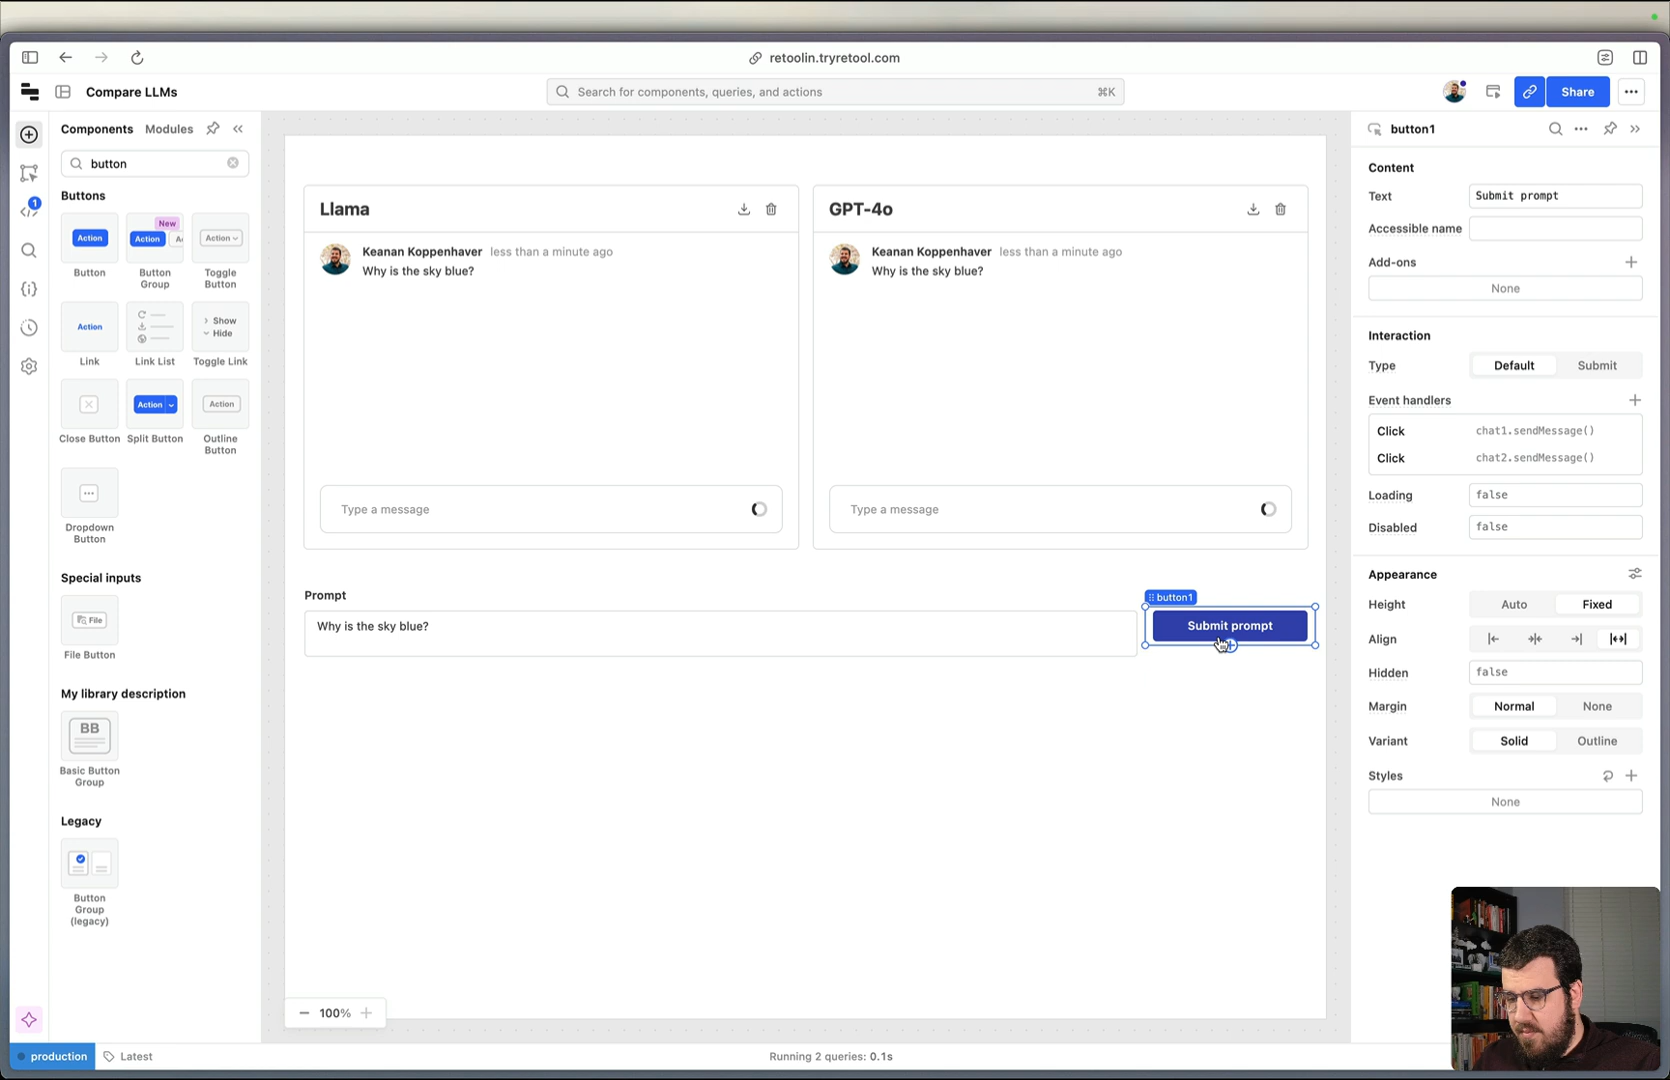 retoolin.tryretool.com
Compare LLMs
Search for components, queries, and actions
⌘K
Share
Components
Modules
button
Buttons
Action
New
Action
A
Action
Button
Button
Group
Toggle
Button
Action
Show
Hide
Link
Link List
Toggle Link
Action
Action
Close Button
Split Button
Outline
Button
Dropdown
Button
Special inputs
File
File Button
My library description
BB
Basic Button
Group
Legacy
Button
Group
(legacy)
1
Llama
Keanan Koppenhaver less than a minute ago
Why is the sky blue?
Type a message
GPT-4o
Keanan Koppenhaver less than a minute ago
Why is the sky blue?
Type a message
Prompt
Why is the sky blue?
button1
Submit prompt
100%
button1
Content
Text
Submit prompt
Accessible name
Add-ons
None
Interaction
Type
Default
Submit
Event handlers
Click
chat1.sendMessage()
Click
chat2.sendMessage()
Loading
false
Disabled
false
Appearance
Height
Auto
Fixed
Align
Hidden
false
Margin
Normal
None
Variant
Solid
Outline
Styles
None
production
Latest
Running 2 queries: 0.1s